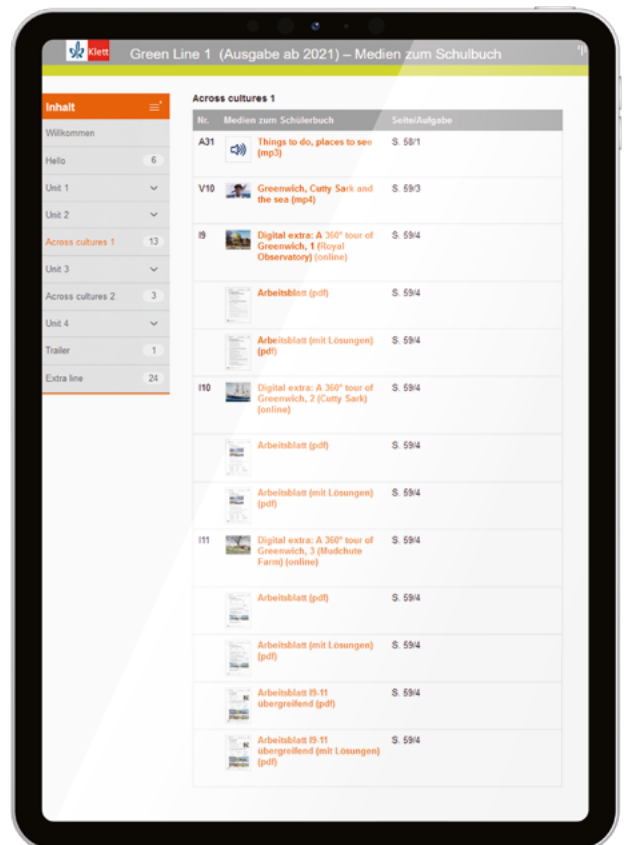 Klett
Green Line 1 (Ausgabe ab 2021) – Medien zum Schulbuch
Inhalt
Willkommen
Hello 6
Unit 1
Unit 2
Across cultures 1 13
Unit 3
Across cultures 2 3
Unit 4
Trailer 1
Extra line 24
Across cultures 1
Nr. Medien zum Schülerbuch Seite/Aufgabe
A31 Things to do, places to see S. 58/1
(mp3)
V10 Greenwich, Cutty Sark and S. 59/3
the sea (mp4)
I9 Digital extra: A 360° tour of S. 59/4
Greenwich, 1 (Royal
Observatory) (online)
Arbeitsblatt (pdf) S. 59/4
Arbeitsblatt (mit Lösungen) S. 59/4
(pdf)
I10 Digital extra: A 360° tour of S. 59/4
Greenwich, 2 (Cutty Sark)
(online)
Arbeitsblatt (pdf) S. 59/4
Arbeitsblatt (mit Lösungen) S. 59/4
(pdf)
I11 Digital extra: A 360° tour of S. 59/4
Greenwich, 3 (Mudchute
Farm) (online)
Arbeitsblatt (pdf) S. 59/4
Arbeitsblatt (mit Lösungen) S. 59/4
(pdf)
Arbeitsblatt I9-11 S. 59/4
übergreifend (pdf)
Arbeitsblatt I9-11 S. 59/4
übergreifend (mit Lösungen)
(pdf)